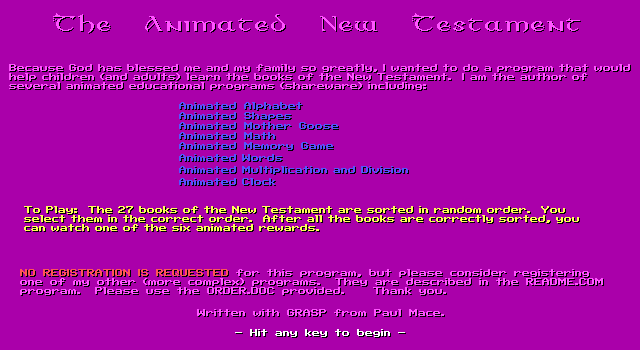 The Animated New Testament
Because God has blessed me and my family so greatly, I wanted to do a program that would
help children (and adults) learn the books of the New Testament.  I am the author of
several animated educational programs (shareware) including:
Animated Alphabet
Animated Shapes
Animated Mother Goose
Animated Math
Animated Memory Game
Animated Words
Animated Multiplication and Division
Animated Clock
To Play:  The 27 books of the New Testament are sorted in random order.  You
select them in the correct order. After all the books are correctly sorted, you
can watch one of the six animated rewards.
NO REGISTRATION IS REQUESTED for this program, but please consider registering
one of my other (more complex) programs.  They are described in the README.COM
program.  Please use the ORDER.DOC provided.    Thank you.
Written with GRASP from Paul Mace.
- Hit any key to begin -